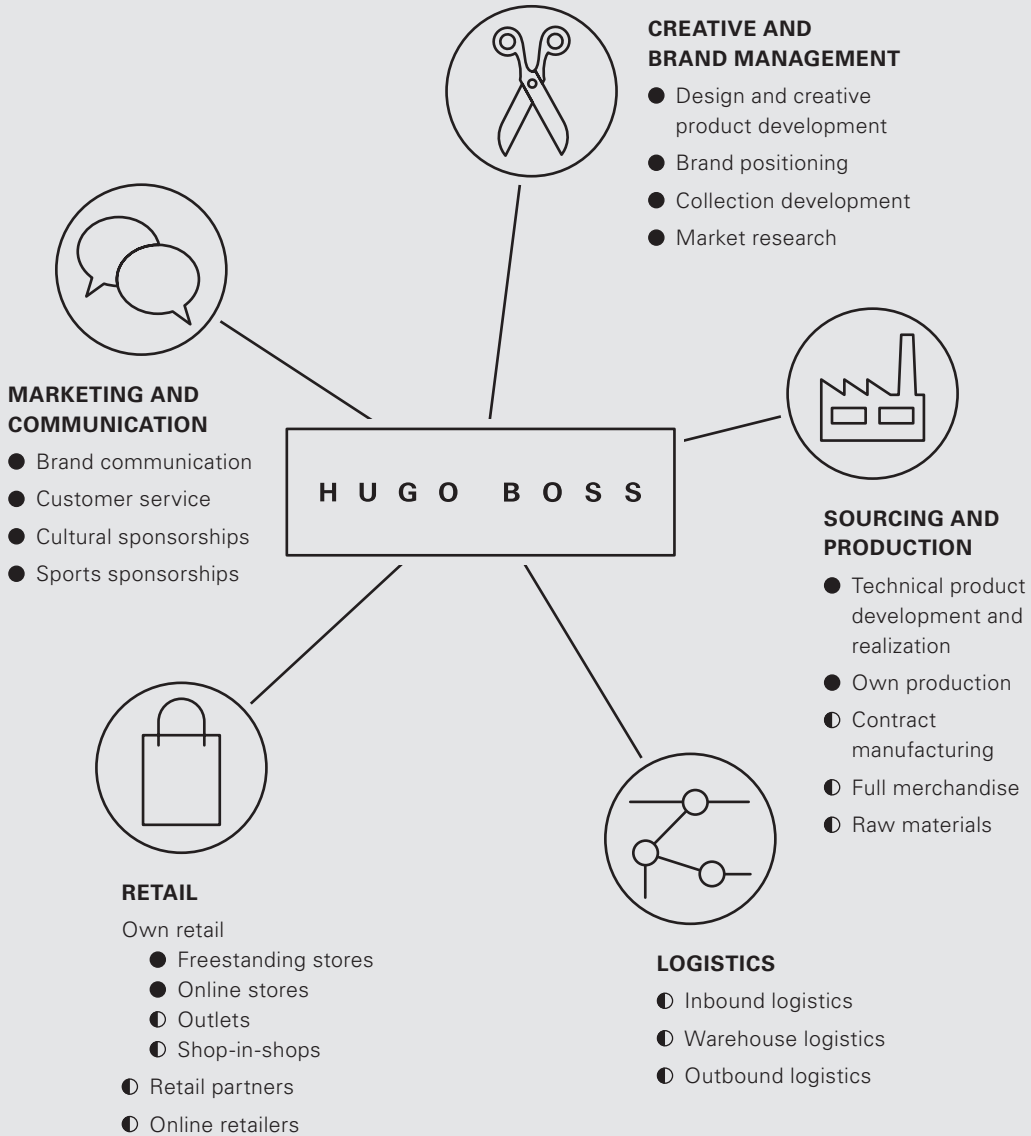 CREATIVE AND
BRAND MANAGEMENT
● Design and creative
product development
● Brand positioning
● Collection development
● Market research
MARKETING AND
COMMUNICATION
● Brand communication
● Customer service
● Cultural sponsorships
● Sports sponsorships
HUGO BOSS
SOURCING AND
PRODUCTION
● Technical product
development and
realization
● Own production
◐ Contract
manufacturing
◐ Full merchandise
◐ Raw materials
RETAIL
Own retail
● Freestanding stores
● Online stores
◐ Outlets
◐ Shop-in-shops
◐ Retail partners
◐ Online retailers
LOGISTICS
◐ Inbound logistics
◐ Warehouse logistics
◐ Outbound logistics